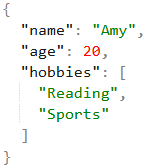 {
  "name": "Amy",
  "age": 20,
  "hobbies": [
    "Reading",
    "Sports"
  ]
}